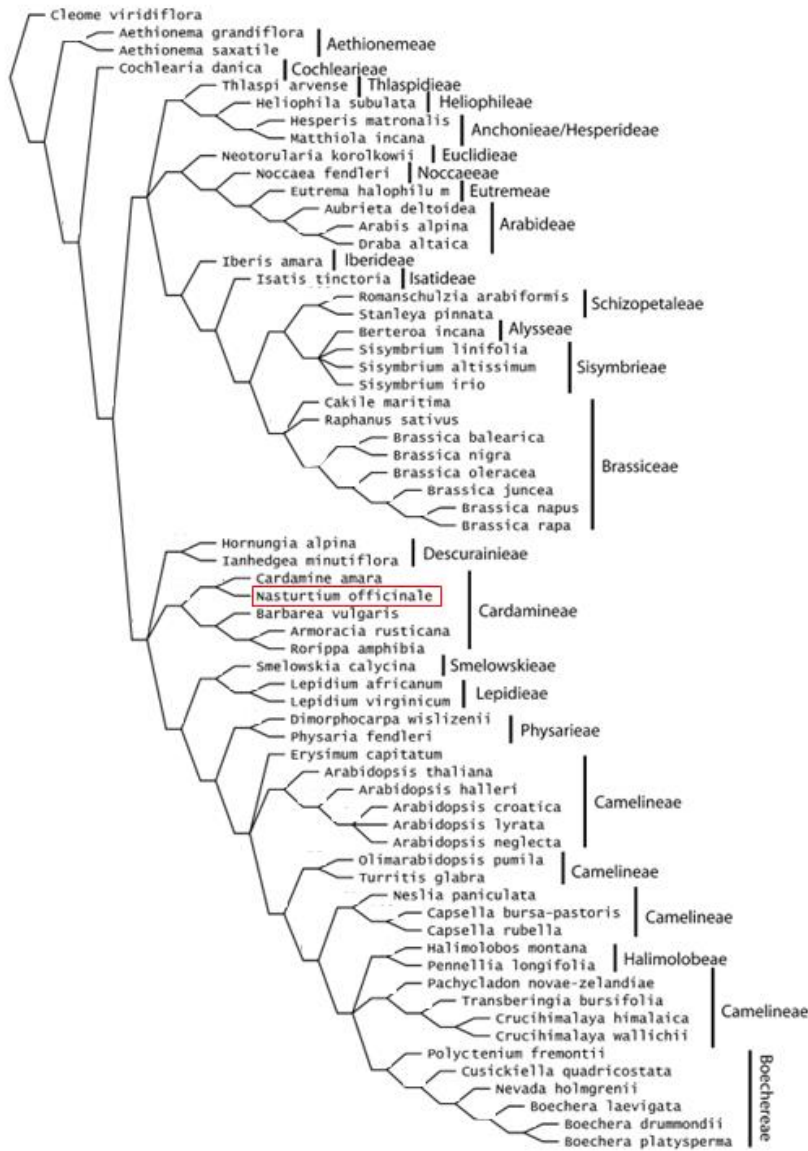 Cleome viridiflora
Aethionema grandiflora
Aethionemeae
Aethionema saxatile
Cochlearia danica
Cochlearieae
Thlaspi arvense
Thlaspidieae
Heliophila subulata
Heliophileae
Hesperis matronalis
Anchonieae/Hesperideae
Matthiola incana
Neotorularia korolkowii
Euclidieae
Noccaea fendleri
Noccaeeae
Eutrema halophilu m
Eutremeae
Aubrieta deltoidea
Arabis alpina
Arabideae
Draba altaica
Iberis amara
Iberideae
Isatis tinctoria
Isatideae
Romanschulzia arabiformis
Schizopetaleae
Stanleya pinnata
Berteroa incana
Alysseae
Sisymbrium linifolia
Sisymbrium altissimum
Sisymbrieae
Sisymbrium irio
Cakile maritima
Raphanus sativus
Brassica balearica
Brassica nigra
Brassiceae
Brassica oleracea
Brassica juncea
Brassica napus
Brassica rapa
Hornungia alpina
Descurainieae
Ianhedgea minutiflora
Cardamine amara
Nasturtium officinale
Cardamineae
Barbarea vulgaris
Armoracia rusticana
Rorippa amphibia
Smelowskia calycina
Smelowskieae
Lepidium africanum
Lepidieae
Lepidium virginicum
Dimorphocarpa wislizenii
Physarieae
Physaria fendleri
Erysimum capitatum
Arabidopsis thaliana
Arabidopsis halleri
Camelineae
Arabidopsis croatica
Arabidopsis lyrata
Arabidopsis neglecta
Olimarabidopsis pumila
Camelineae
Turritis glabra
Neslia paniculata
Capsella bursa-pastoris
Camelineae
Capsella rubella
Halimolobos montana
Halimolobeae
Pennellia longifolia
Pachycladon novae-zelandiae
Transberingia bursifolia
Camelineae
Crucihimalaya himalaica
Crucihimalaya wallichii
Polyctenium fremontii
Cusickiella quadricostata
Nevada holmgrenii
Boechereae
Boechera laevigata
Boechera drummondii
Boechera platysperma